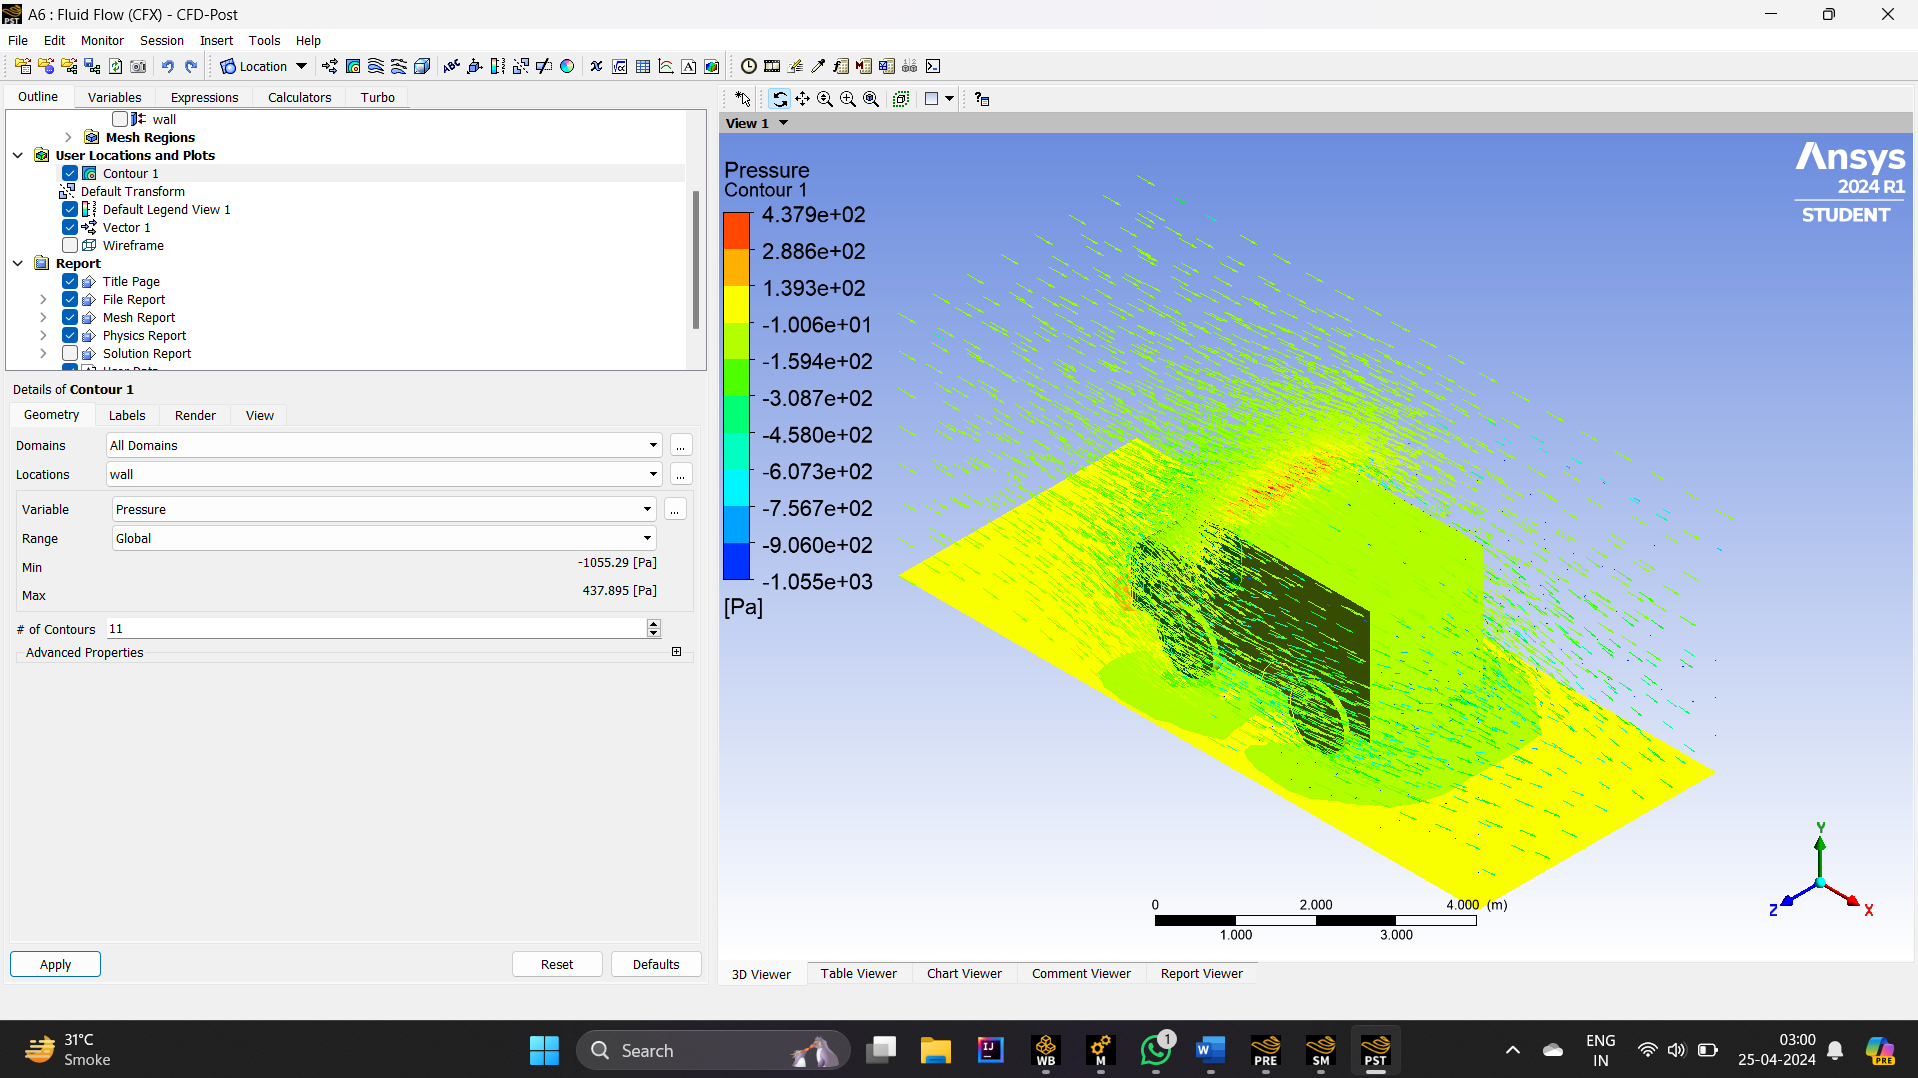 A6 : Fluid Flow (CFX) - CFD-Post
File Edit Monitor Session Insert Tools Help
Location
Outline Variables Expressions Calculators Turbo
wall
Mesh Regions
User Locations and Plots
Contour 1
Default Transform
Default Legend View 1
Vector 1
Wireframe
Report
Title Page
File Report
Mesh Report
Physics Report
Solution Report
Details of Contour 1
Geometry Labels Render View
Domains All Domains ...
Locations wall ...
Variable Pressure ...
Range Global
Min -1055.29 [Pa]
Max 437.895 [Pa]
# of Contours 11
Advanced Properties
Apply Reset Defaults
View 1
Pressure
Contour 1
4.379e+02
2.886e+02
1.393e+02
-1.006e+01
-1.594e+02
-3.087e+02
-4.580e+02
-6.073e+02
-7.567e+02
-9.060e+02
-1.055e+03
[Pa]
Ansys
2024 R1
STUDENT
0 2.000 4.000 (m)
1.000 3.000
Y
Z X
3D Viewer Table Viewer Chart Viewer Comment Viewer Report Viewer
31°C
Smoke
Search
IJ
WB
M
1
W
PRE
SM
PST
ENG
IN
03:00
25-04-2024
PRE